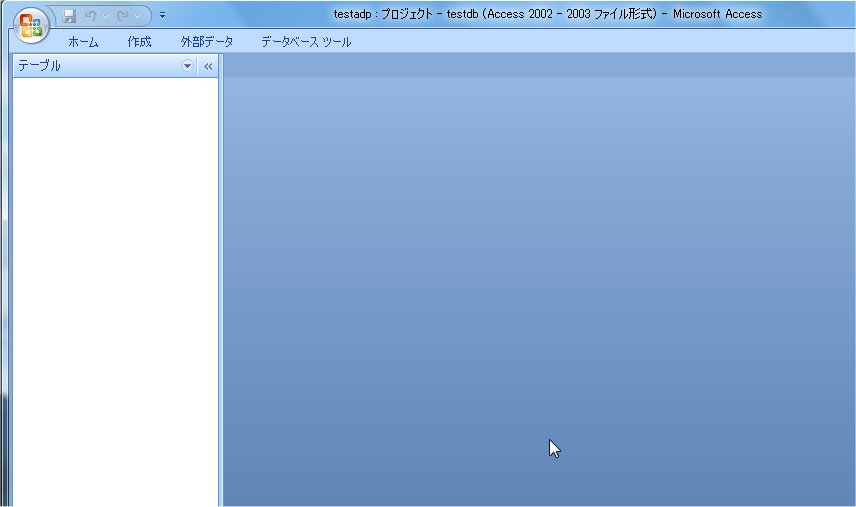 testadp : プロジェクト - testdb (Access 2002 - 2003 ファイル形式) - Microsoft Access
ホーム 作成 外部データ データベース ツール
テーブル